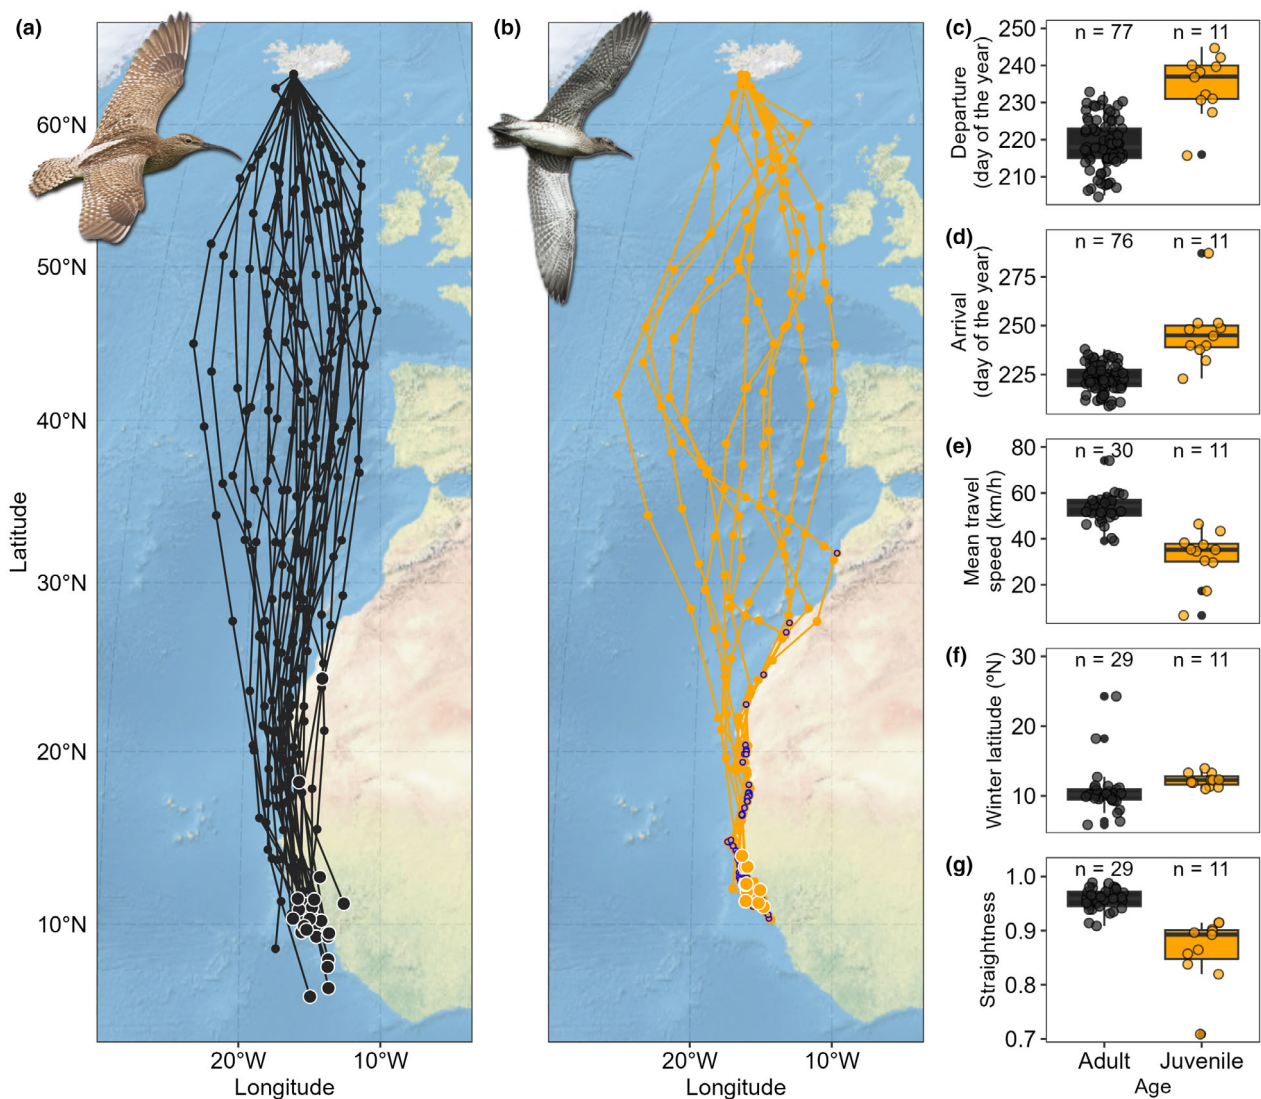 (a)
60°N
50°N
40°N
30°N
20°N
10°N
Latitude
20°W
10°W
Longitude
(b)
20°W
10°W
Longitude
(c)
n = 77
n = 11
250
240
230
220
210
Departure
(day of the year)
(d)
n = 76
n = 11
275
250
225
Arrival
(day of the year)
(e)
n = 30
n = 11
80
60
40
20
Mean travel
speed (km/h)
(f)
n = 29
n = 11
30
20
10
Winter latitude (ºN)
(g)
n = 29
n = 11
1.0
0.9
0.8
0.7
Straightness
Adult
Juvenile
Age